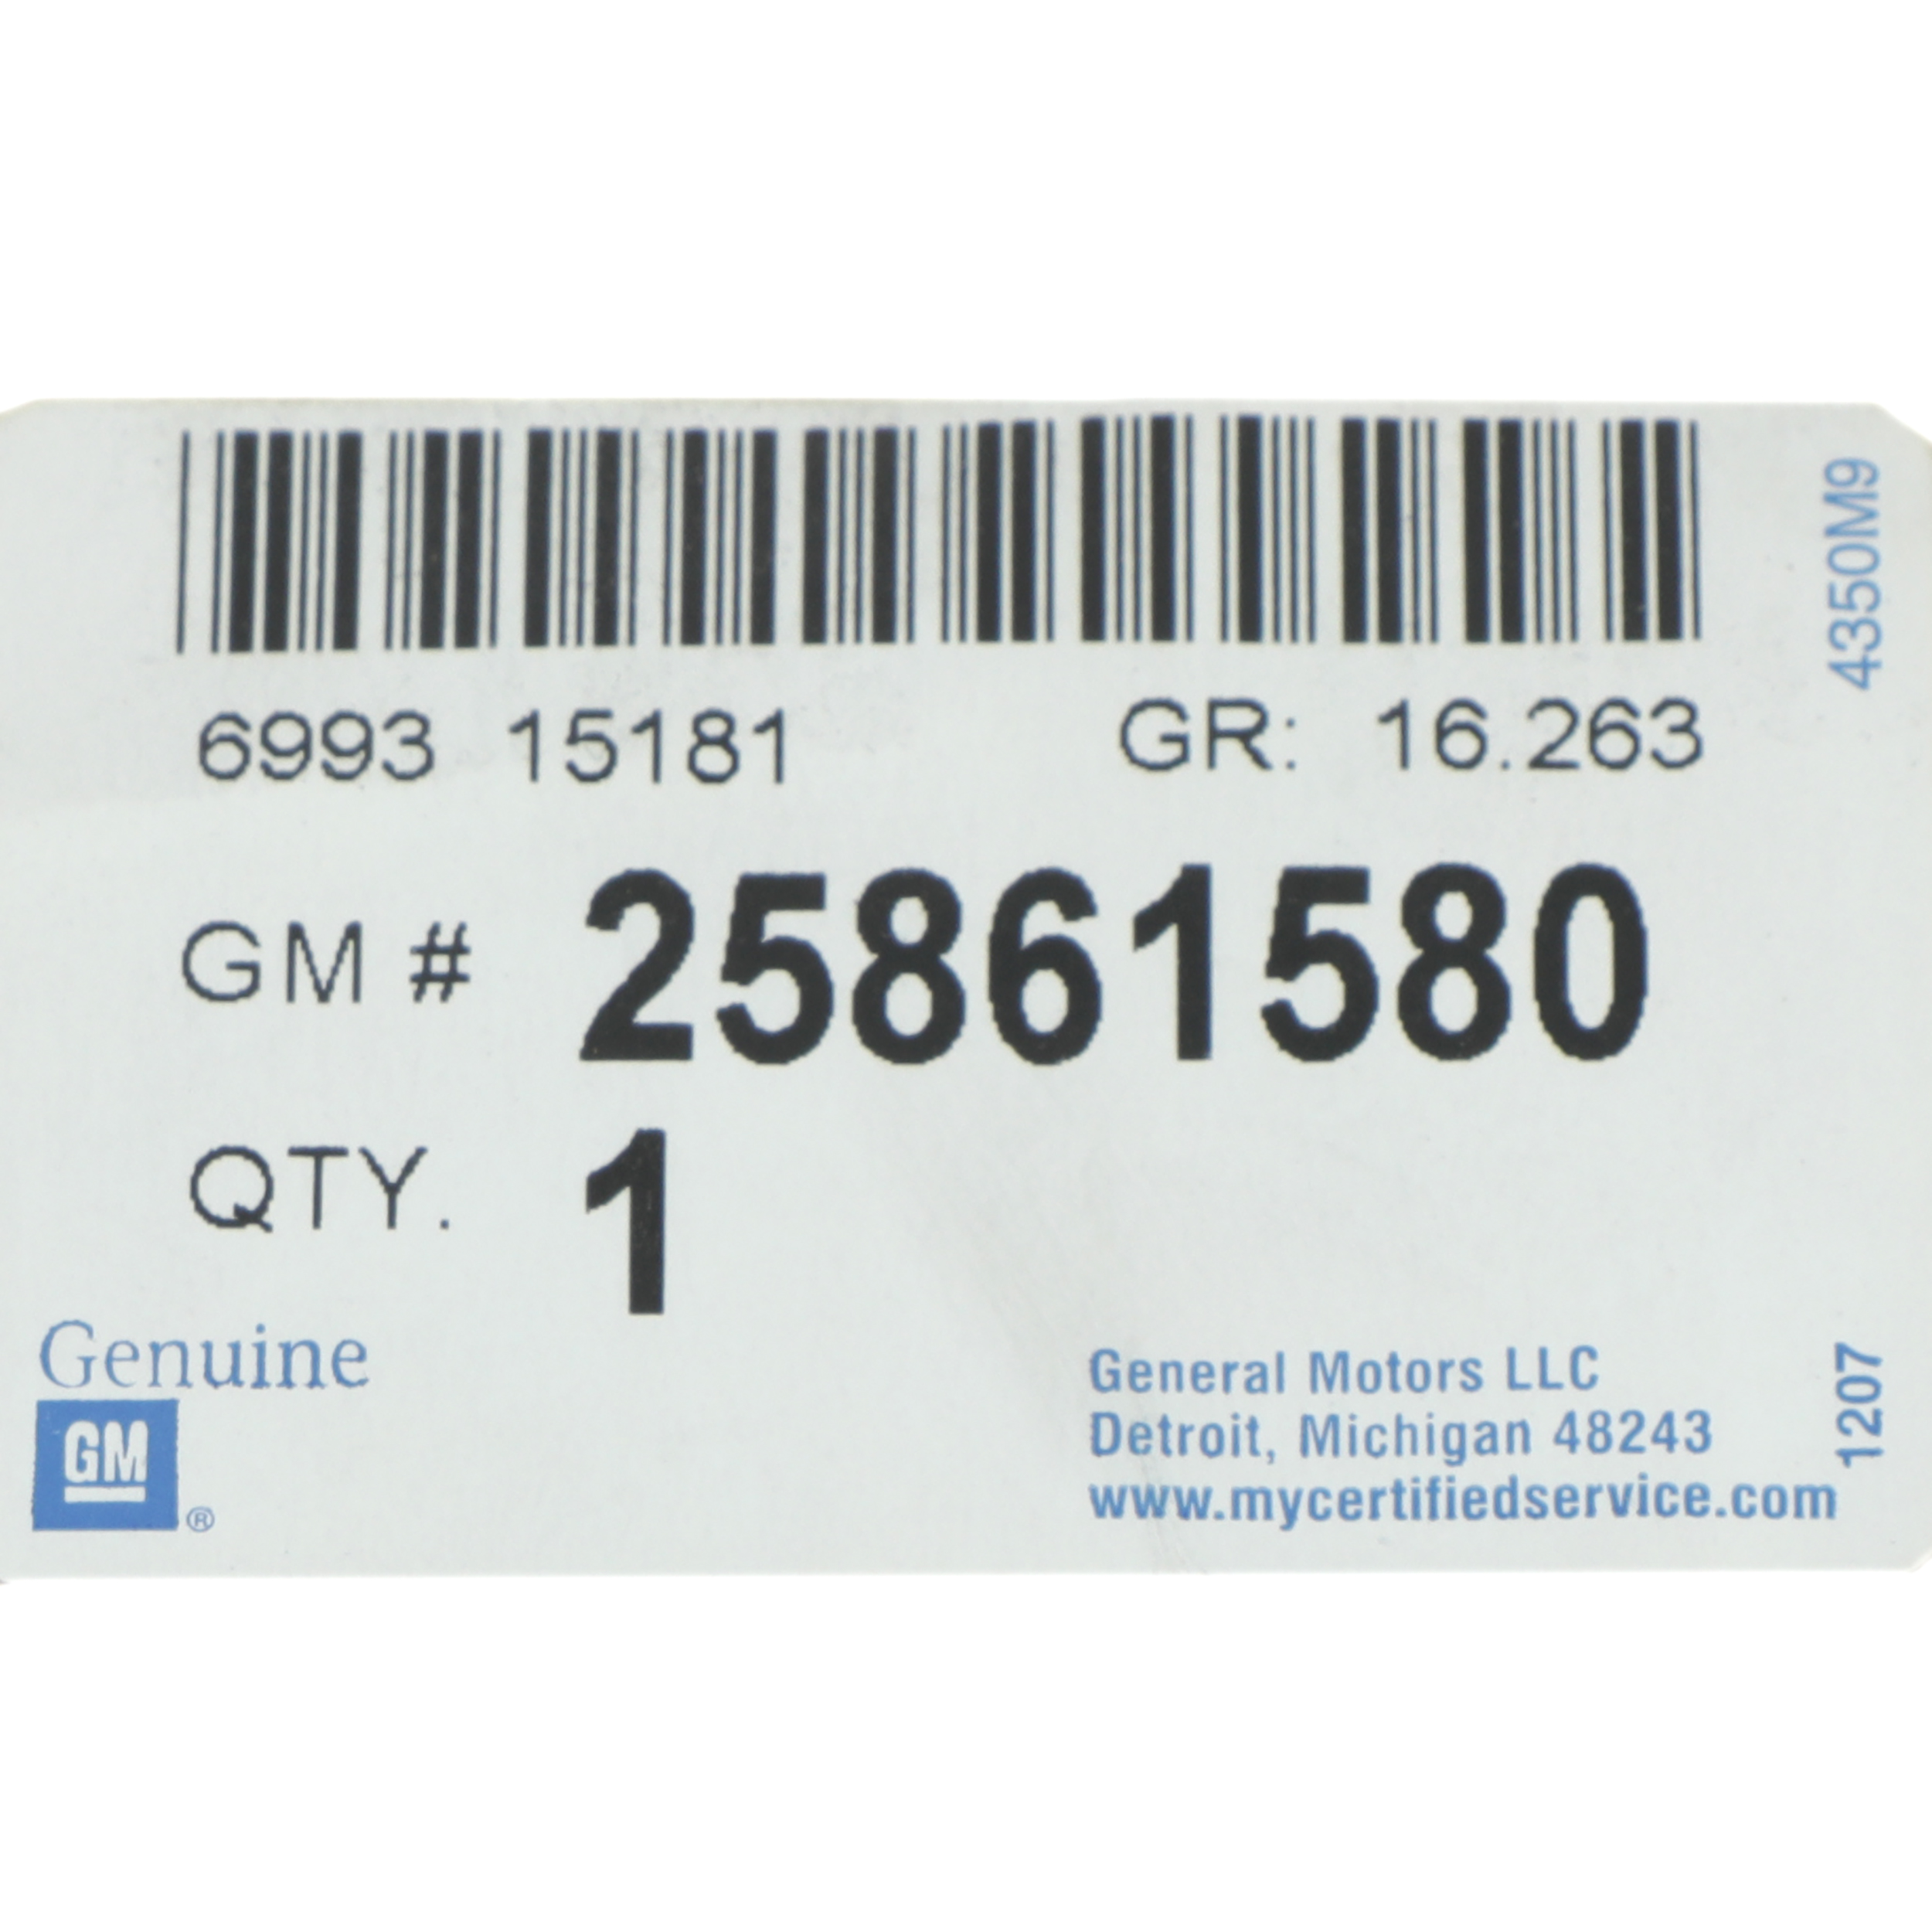 6993 15181 GR: 16.263
4350M9
GM # 25861580
QTY. 1
Genuine
GM
®
General Motors LLC
Detroit, Michigan 48243
www.mycertifiedservice.com
1207